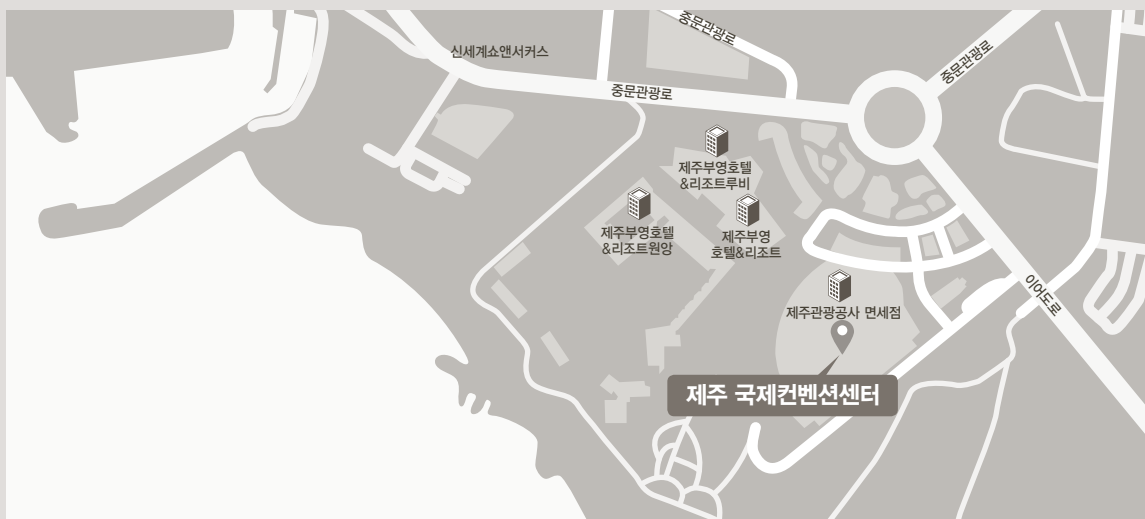 중문관광로
신세계쇼앤서커스
중문관광로
중문관광로
제주부영호텔
&리조트루비
제주부영호텔
&리조트원앙
제주부영
호텔&리조트
이어도로
제주관광공사 면세점
제주 국제컨벤션센터